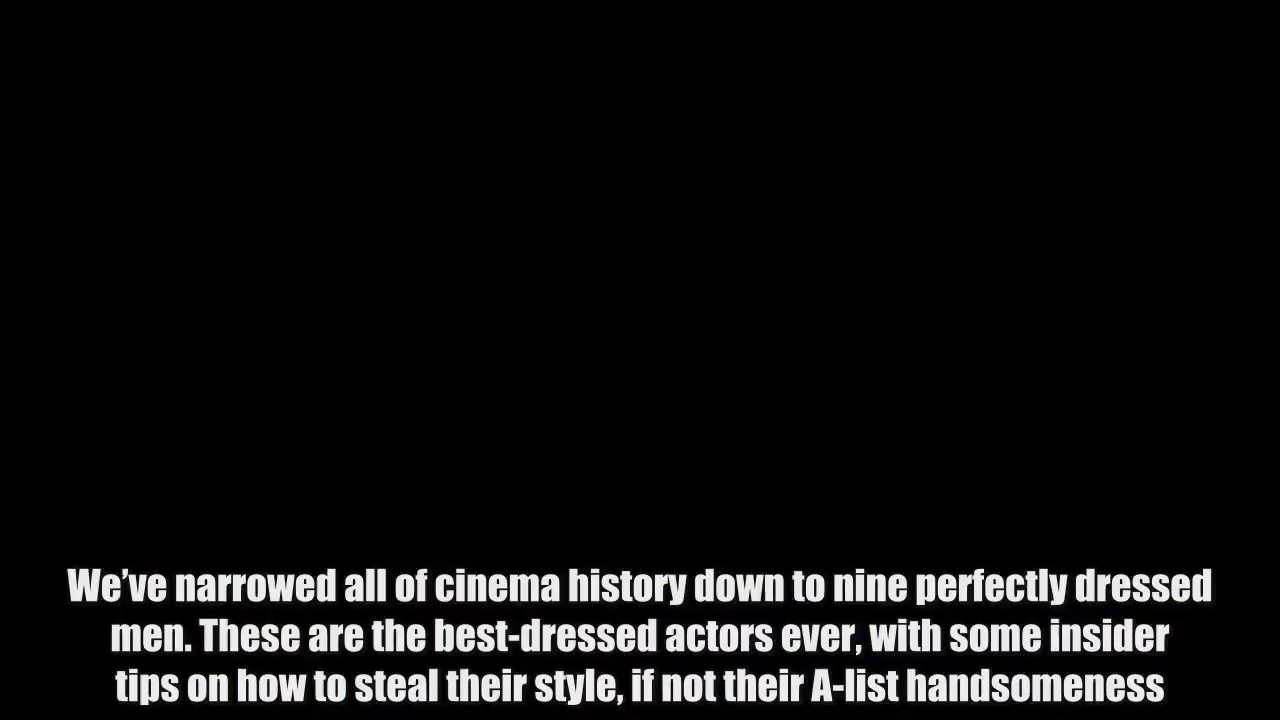 We’ve narrowed all of cinema history down to nine perfectly dressed
men. These are the best-dressed actors ever, with some insider
tips on how to steal their style, if not their A-list handsomeness